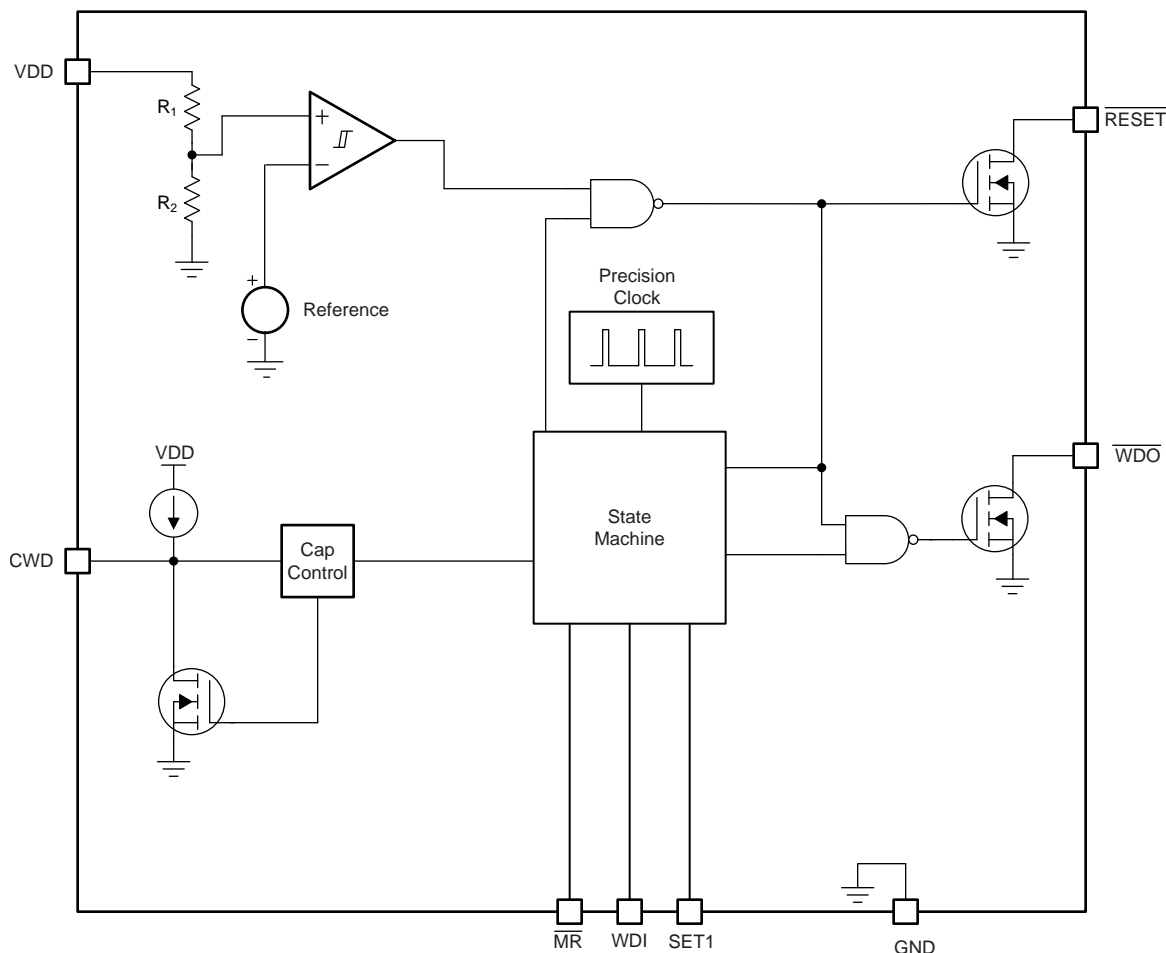 VDD
R1
+
−
R2
RESET
+
Reference
−
Precision
Clock
VDD
WDO
State
Machine
CWD
Cap
Control
MR
WDI
SET1
GND